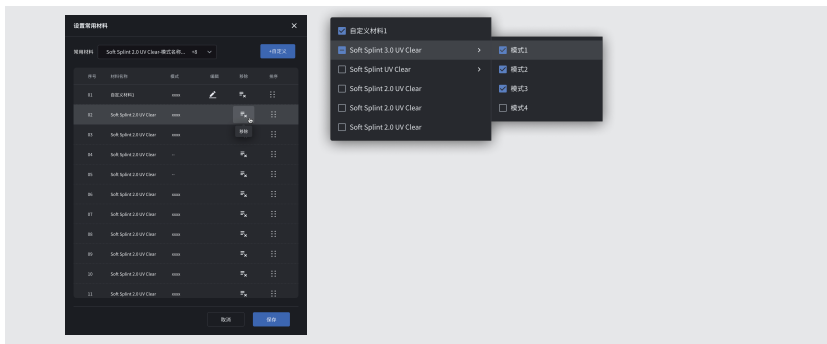 设置常用材料
常用材料 Soft Splint 2.0 UV Clear-模式名称... +8 +自定义
序号 材料名称 模式 编辑 移除 排序
01 自定义材料1 xxxx
02 Soft Splint 2.0 UV Clear xxxx
移除
03 Soft Splint 2.0 UV Clear xxxx
04 Soft Splint 2.0 UV Clear --
05 Soft Splint 2.0 UV Clear --
06 Soft Splint 2.0 UV Clear xxxx
07 Soft Splint 2.0 UV Clear xxxx
08 Soft Splint 2.0 UV Clear xxxx
09 Soft Splint 2.0 UV Clear xxxx
10 Soft Splint 2.0 UV Clear xxxx
11 Soft Splint 2.0 UV Clear xxxx
取消 保存
自定义材料1
Soft Splint 3.0 UV Clear
Soft Splint UV Clear
Soft Splint 2.0 UV Clear
Soft Splint 2.0 UV Clear
Soft Splint 2.0 UV Clear
模式1
模式2
模式3
模式4